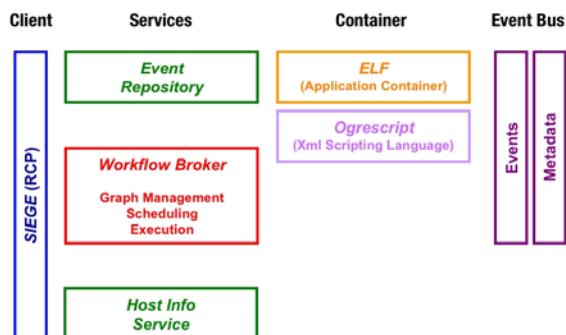 Client
Services
Container
Event Bus
SIEGE (RCP)
Event
Repository
Workflow Broker
Graph Management
Scheduling
Execution
Host Info
Service
ELF
(Application Container)
Ogrescript
(Xml Scripting Language)
Events
Metadata